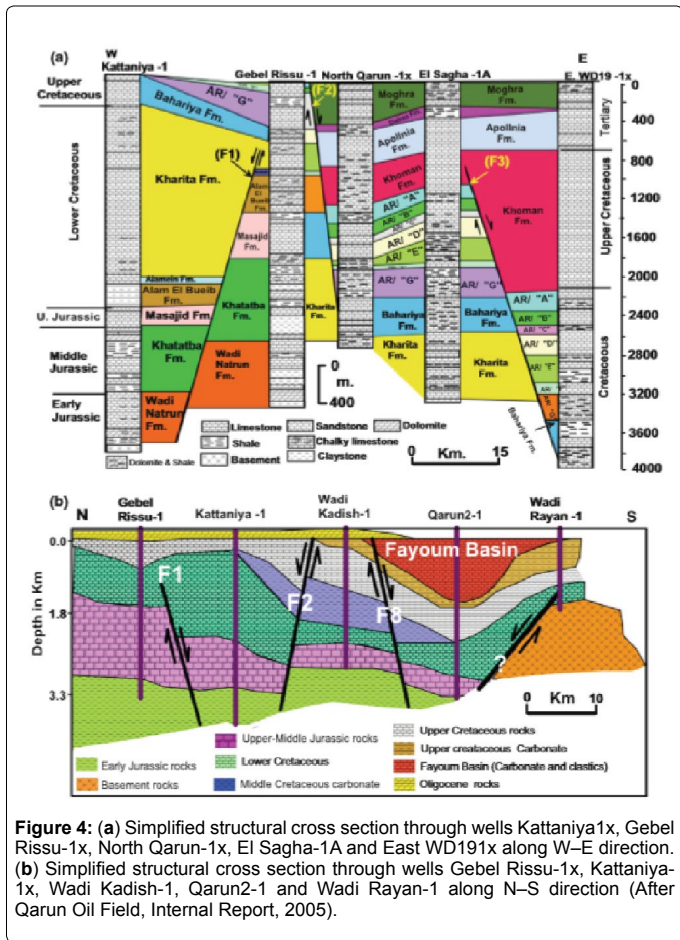 (a)
W
Kattaniya -1
Gebel Rissu -1
North Qarun -1x
El Sagha -1A
E
E, WD19 -1x
Upper
Cretaceous
Lower Cretaceous
U. Jurassic
Middle
Jurassic
Early
Jurassic
AR/ "G"
Bahariya Fm.
Kharita Fm.
Alamein Fm.
Alam El Bueib
Fm.
Masajid Fm.
Khatatba
Fm.
Wadi
Natrun
Fm.
(F1)
Alam
El
Bueib
Fm.
Masajid
Fm.
Khatatba
Fm.
Wadi
Natrun
Fm.
(F2)
Kharita
Fm.
Moghra
Fm.
Apollnia
Fm.
Khoman
Fm.
AR/ "A"
AR/ "B"
AR/ "D"
AR/ "E"
AR/ "G"
Bahariya
Fm.
Kharita Fm.
Moghra
Fm.
Apollnia
Fm.
(F3)
Khoman
Fm.
AR/ "G"
Bahariya
Fm.
Kharita
Fm.
AR/ "A"
AR/ "B"
AR/ "C"
AR/ "D"
AR/ "E"
AR/
Bahariya Fm.
0
400
800
1200
1600
2000
2400
2800
3200
3600
4000
Tertiary
Upper Cretaceous
Cretaceous
0
m.
400
Limestone
Sandstone
Dolomite
Shale
Chalky limestone
Dolomite & Shale
Basement
Claystone
0 Km. 15
(b)
N
Gebel
Rissu-1
Kattaniya -1
Wadi
Kadish-1
Qarun2-1
Wadi
Rayan -1
S
Depth in Km
0.0
1.8
3.3
F1
F2
F8
Fayoum Basin
?
0 Km 10
Early Jurassic rocks
Basement rocks
Upper-Middle Jurassic rocks
Lower Cretaceous
Middle Cretaceous carbonate
Upper Cretaceous rocks
Upper creataceous Carbonate
Fayoum Basin (Carbonate and clastics)
Oligocene rocks
Figure 4: (a) Simplified structural cross section through wells Kattaniya1x, Gebel
Rissu-1x, North Qarun-1x, El Sagha-1A and East WD191x along W–E direction.
(b) Simplified structural cross section through wells Gebel Rissu-1x, Kattaniya-
1x, Wadi Kadish-1, Qarun2-1 and Wadi Rayan-1 along N–S direction (After
Qarun Oil Field, Internal Report, 2005).